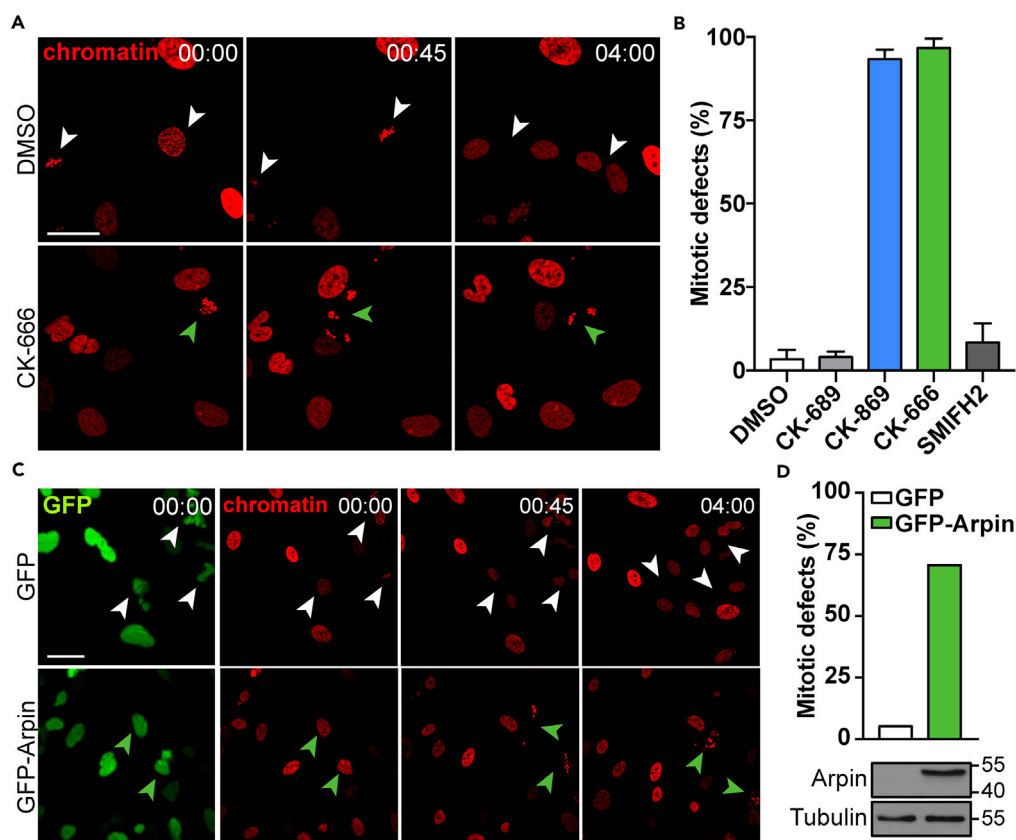 A
chromatin 00:00
00:45
04:00
DMSO
CK-666
B
Mitotic defects (%)
100
75
50
25
0
DMSO
CK-689
CK-869
CK-666
SMIFH2
C
GFP 00:00
chromatin 00:00
00:45
04:00
GFP
GFP-Arpin
D
GFP
GFP-Arpin
Mitotic defects (%)
100
75
50
25
0
Arpin
55
40
Tubulin
55